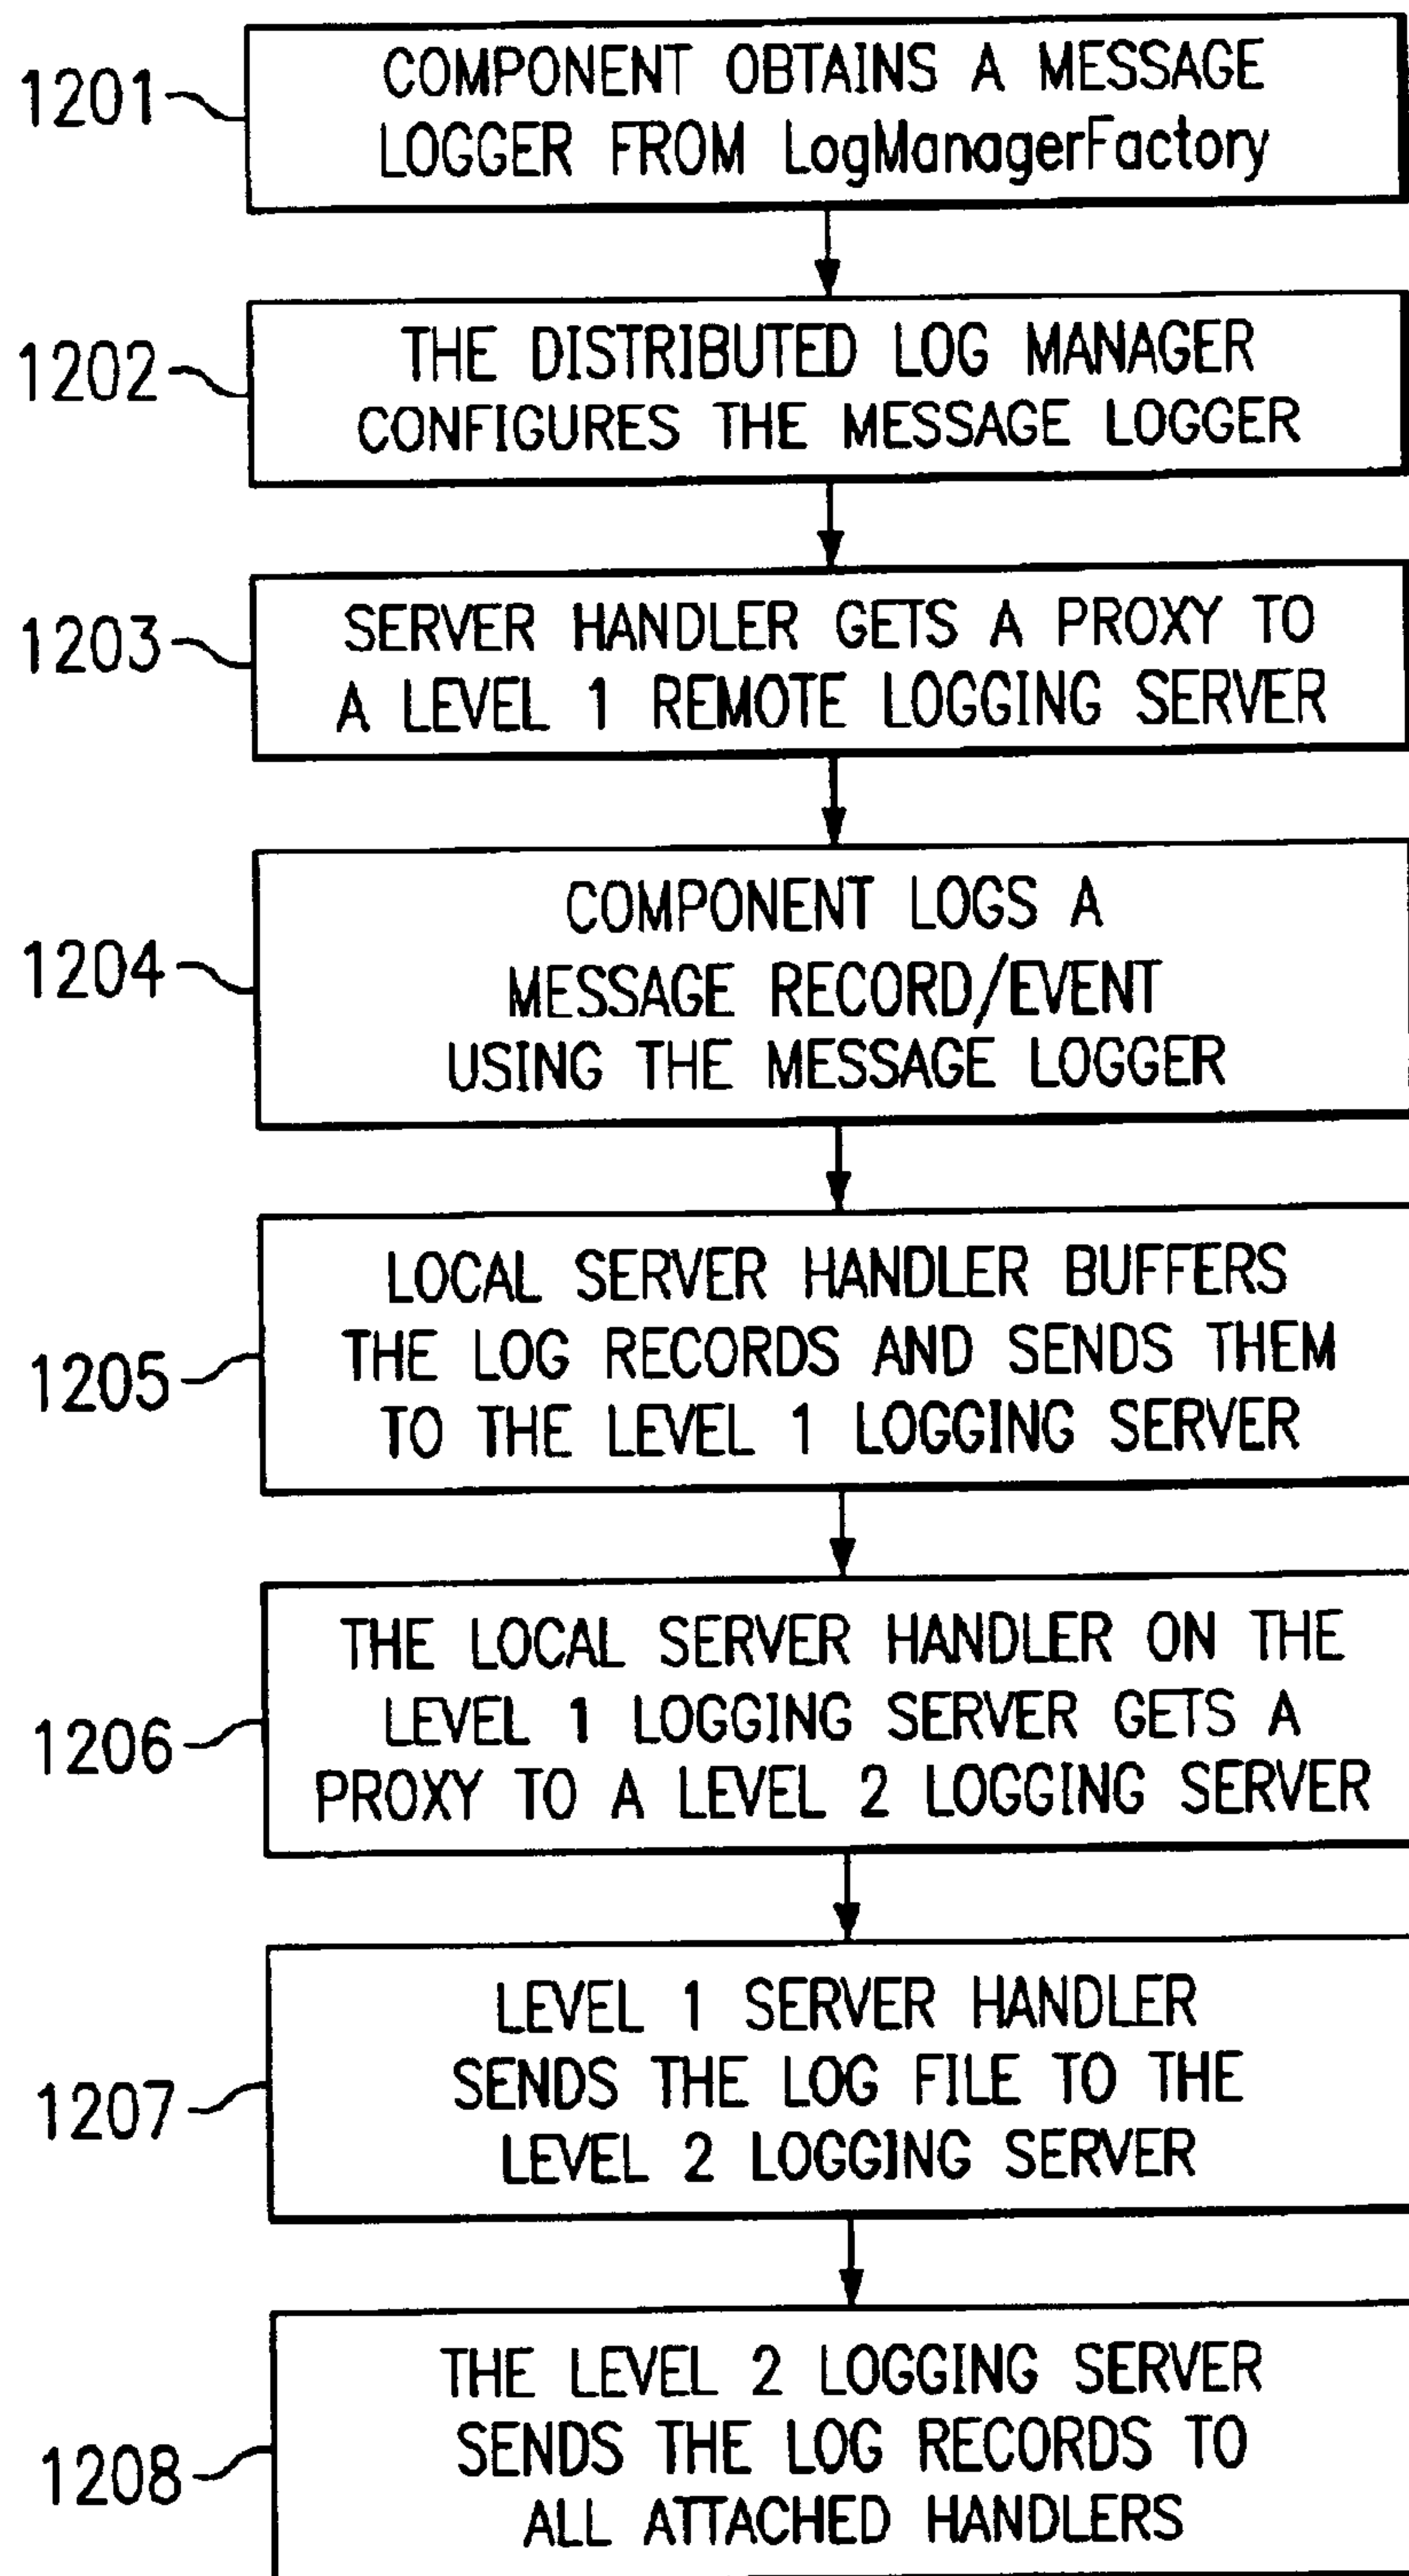 1201
COMPONENT OBTAINS A MESSAGE
LOGGER FROM LogManagerFactory
1202
THE DISTRIBUTED LOG MANAGER
CONFIGURES THE MESSAGE LOGGER
1203
SERVER HANDLER GETS A PROXY TO
A LEVEL 1 REMOTE LOGGING SERVER
1204
COMPONENT LOGS A
MESSAGE RECORD/EVENT
USING THE MESSAGE LOGGER
1205
LOCAL SERVER HANDLER BUFFERS
THE LOG RECORDS AND SENDS THEM
TO THE LEVEL 1 LOGGING SERVER
1206
THE LOCAL SERVER HANDLER ON THE
LEVEL 1 LOGGING SERVER GETS A
PROXY TO A LEVEL 2 LOGGING SERVER
1207
LEVEL 1 SERVER HANDLER
SENDS THE LOG FILE TO THE
LEVEL 2 LOGGING SERVER
1208
THE LEVEL 2 LOGGING SERVER
SENDS THE LOG RECORDS TO
ALL ATTACHED HANDLERS